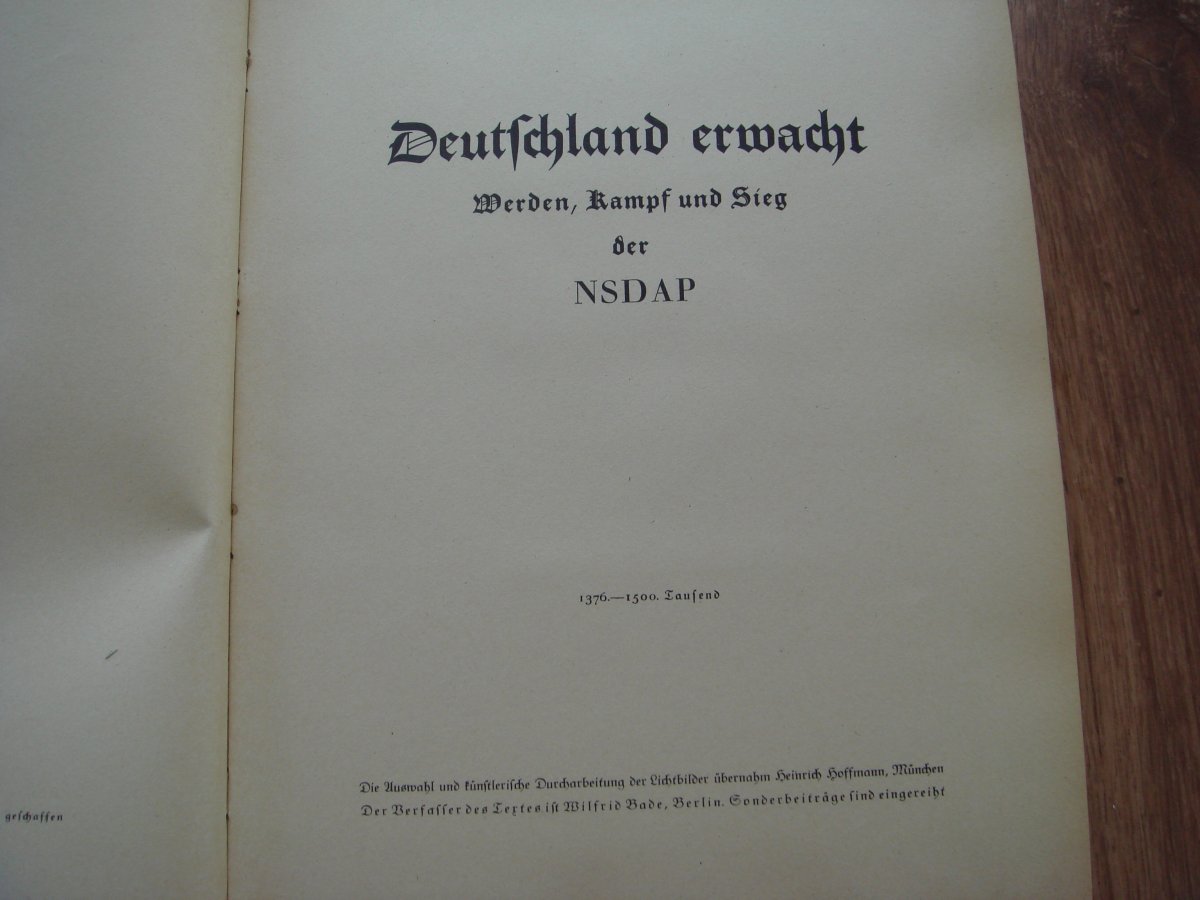 Deutſchland erwacht
Werden, Kampf und Sieg
der
NSDAP
1376.—1500. Tauſend
Die Auswahl und künſtleriſche Durcharbeitung der Lichtbilder übernahm Heinrich Hoffmann, München
Der Verfaſſer des Textes iſt Wilfrid Bade, Berlin. Sonderbeiträge ſind eingereiht
geſchaffen